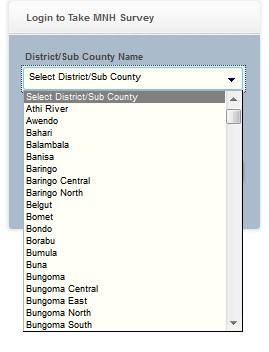 Login to Take MNH Survey
District/Sub County Name
Select District/Sub County
Select District/Sub County
Athi River
Awendo
Bahari
Balambala
Banisa
Baringo
Baringo Central
Baringo North
Belgut
Bomet
Bondo
Borabu
Bumula
Buna
Bungoma
Bungoma Central
Bungoma East
Bungoma North
Bungoma South